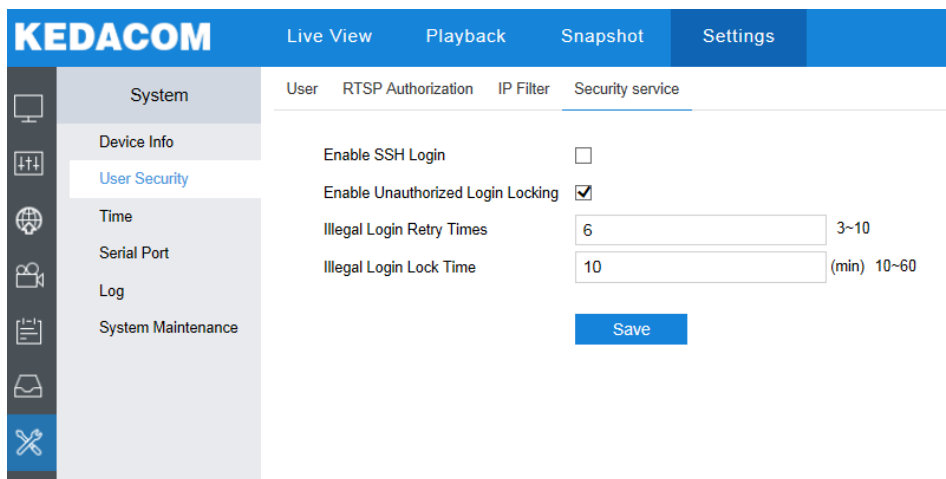 KEDACOM
Live View Playback Snapshot Settings
System
User RTSP Authorization IP Filter Security service
Device Info
User Security
Time
Serial Port
Log
System Maintenance
Enable SSH Login
Enable Unauthorized Login Locking
Illegal Login Retry Times 6 3~10
Illegal Login Lock Time 10 (min) 10~60
Save